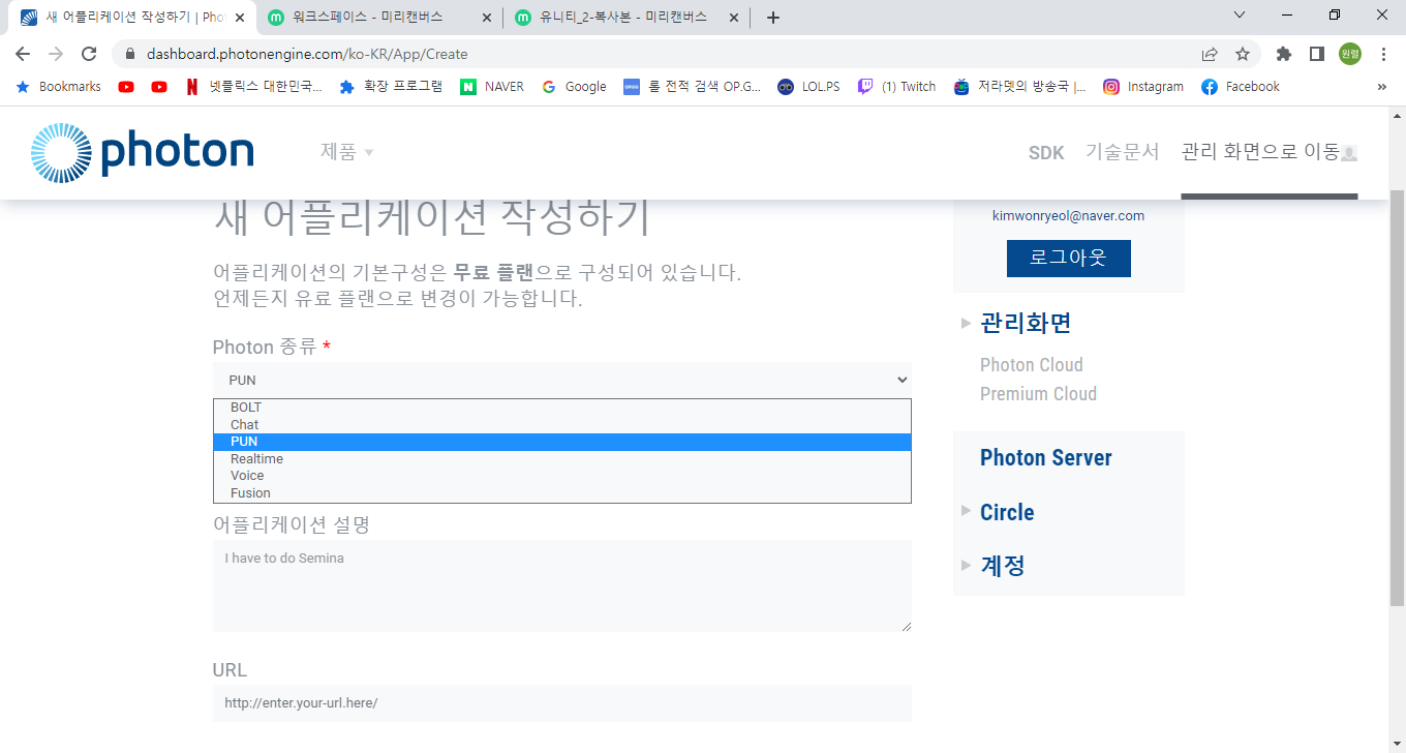 새 어플리케이션 작성하기 | Pho
워크스페이스 - 미리캔버스
유니티_2-복사본 - 미리캔버스
dashboard.photonengine.com/ko-KR/App/Create
원렬
Bookmarks
넷플릭스 대한민국...
확장 프로그램
NAVER
Google
롤 전적 검색 OP.G...
LOL.PS
(1) Twitch
저라뎃의 방송국 |...
Instagram
Facebook
photon
제품
SDK
기술문서
관리 화면으로 이동
새 어플리케이션 작성하기
어플리케이션의 기본구성은 무료 플랜으로 구성되어 있습니다.
언제든지 유료 플랜으로 변경이 가능합니다.
Photon 종류 *
PUN
BOLT
Chat
PUN
Realtime
Voice
Fusion
어플리케이션 설명
I have to do Semina
URL
http://enter.your-url.here/
kimwonryeol@naver.com
로그아웃
관리화면
Photon Cloud
Premium Cloud
Photon Server
Circle
계정